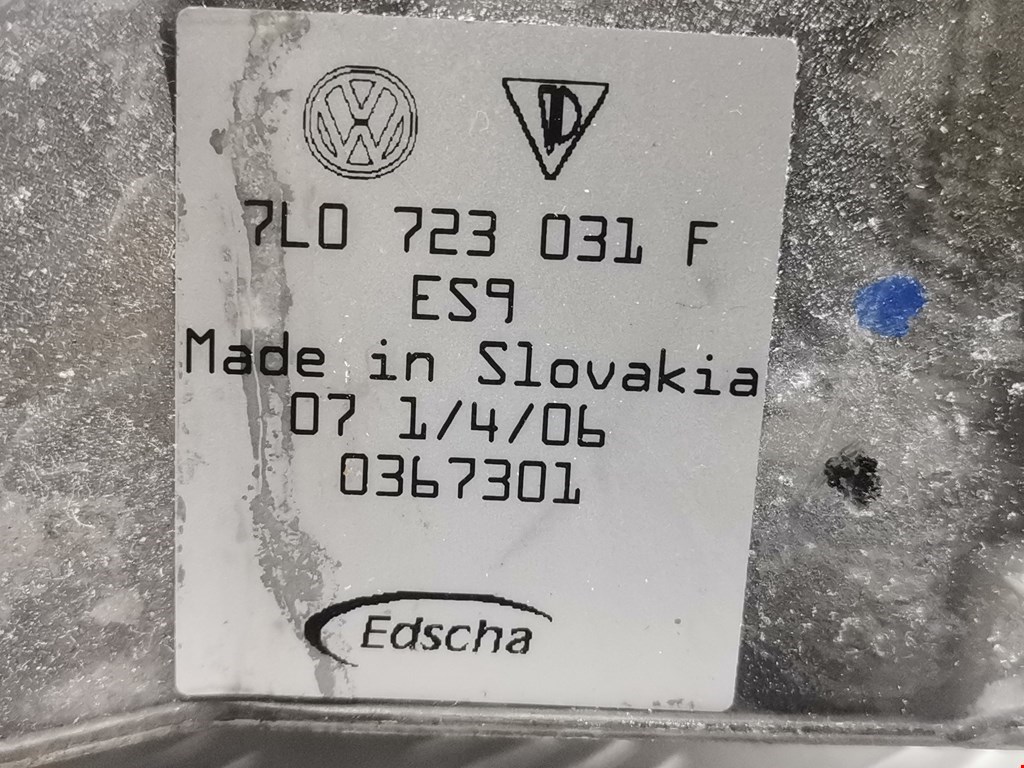 7L0 723 031 F
ES9
Made in Slovakia
07 1/4/06
0367301
Edscha